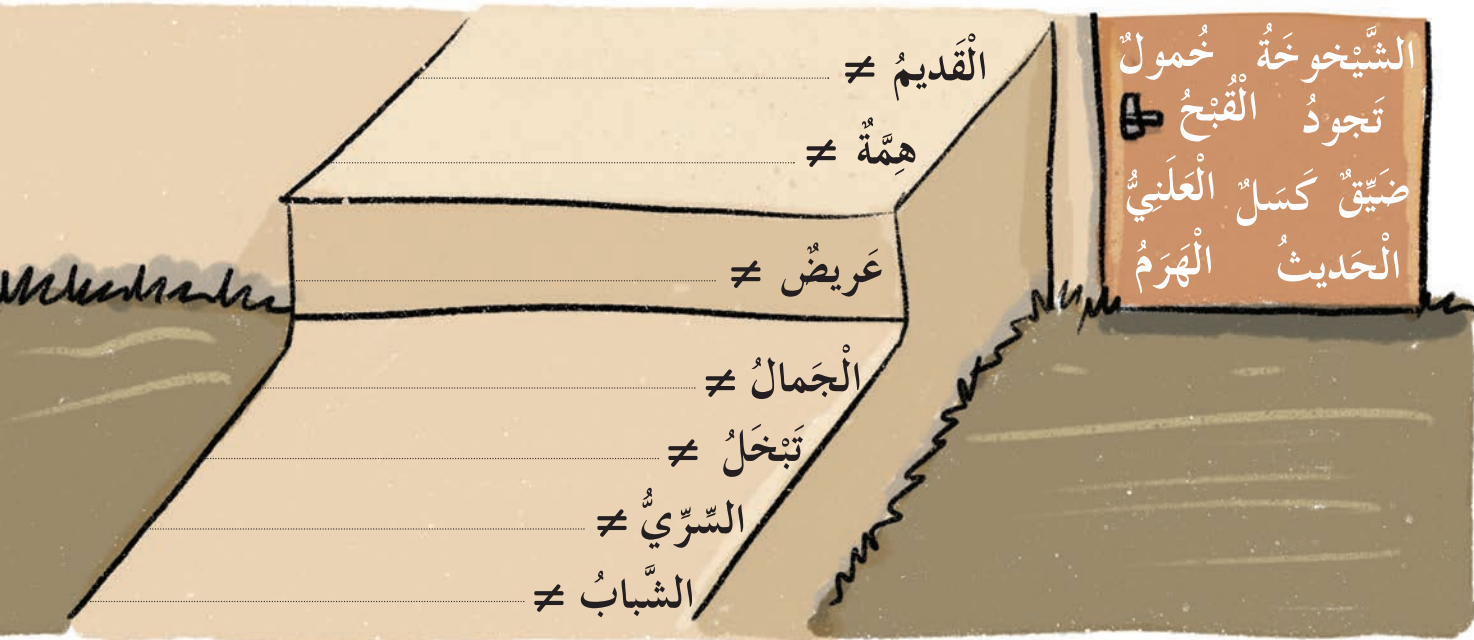 الشَّيْخوخَةُ خُمولٌ
تَجودُ الْقُبْحُ
ضَيِّقٌ كَسَلٌ الْعَلَنِيُّ
الْحَديثُ الْهَرَمُ
الْقَديمُ ≠
هِمَّةٌ ≠
عَريضٌ ≠
الْجَمالُ ≠
تَبْخَلُ ≠
السِّرِّيُّ ≠
الشَّبابُ ≠